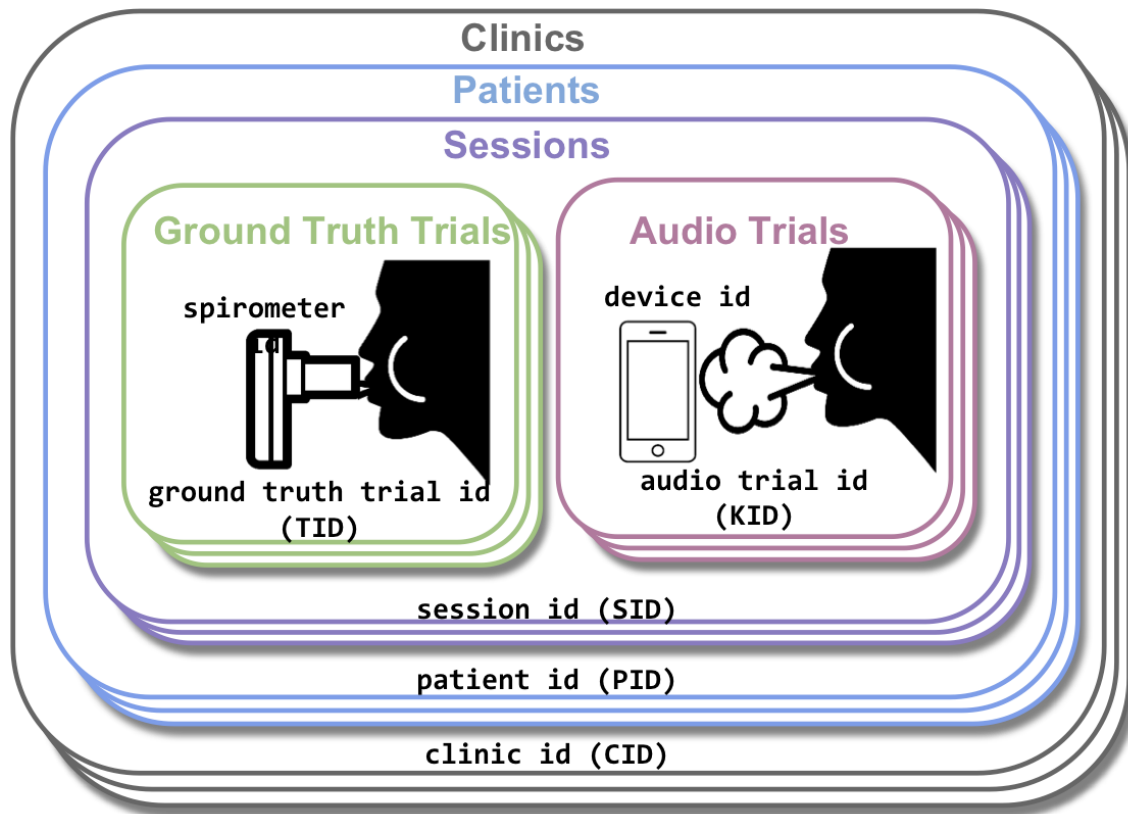 Clinics
Patients
Sessions
Ground Truth Trials
spirometer
id
ground truth trial id
(TID)
Audio Trials
device id
audio trial id
(KID)
session id (SID)
patient id (PID)
clinic id (CID)